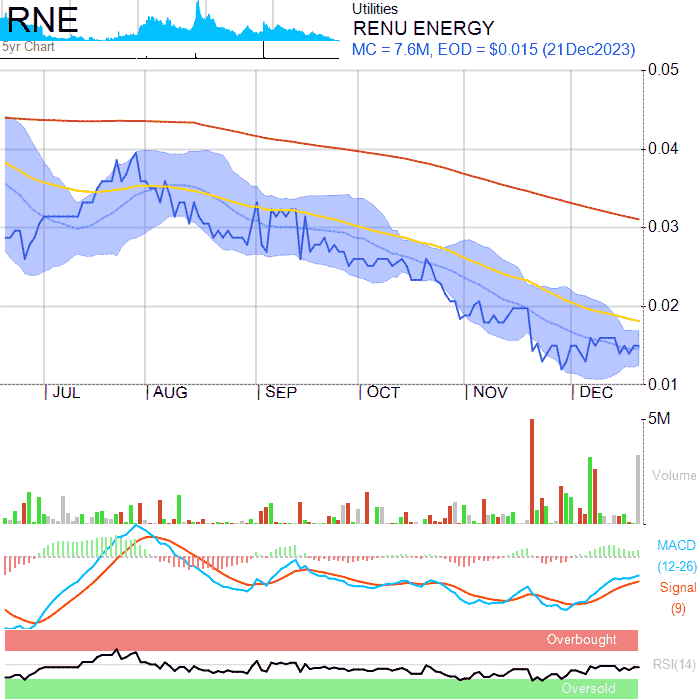 RNE
5yr Chart
Utilities
RENU ENERGY
MC = 7.6M, EOD = $0.015 (21Dec2023)
0.05
0.04
0.03
0.02
0.01
JUL AUG SEP OCT NOV DEC
5M
Volume
MACD
(12-26)
Signal
(9)
Overbought
RSI(14)
Oversold